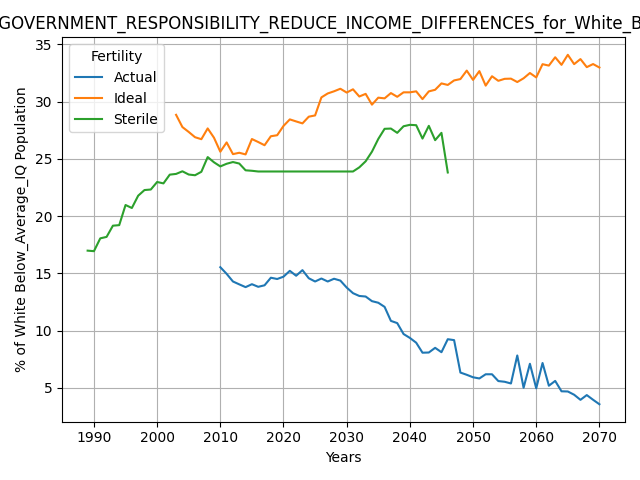 GOVERNMENT_RESPONSIBILITY_REDUCE_INCOME_DIFFERENCES_for_White_B
Fertility
Actual
Ideal
Sterile
% of White Below_Average_IQ Population
35
30
25
20
15
10
5
1990 2000 2010 2020 2030 2040 2050 2060 2070
Years